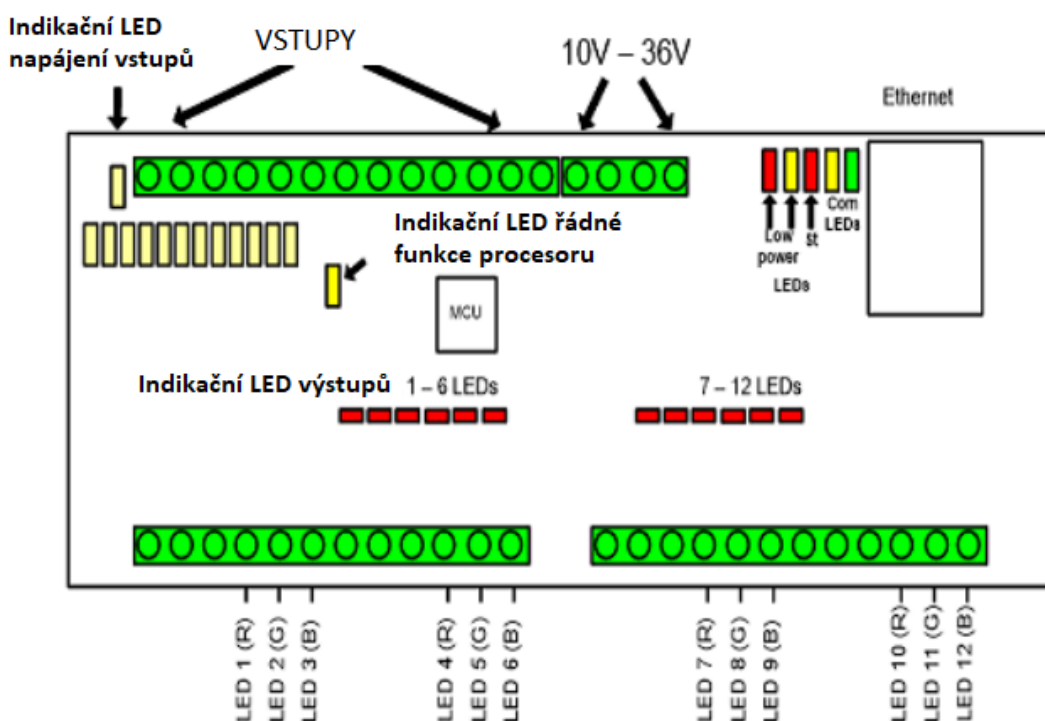 Indikační LED
napájení vstupů
VSTUPY
10V – 36V
Ethernet
Indikační LED řádné
funkce procesoru
Low
power
LEDs
st
Com
LEDs
MCU
Indikační LED výstupů
1 – 6 LEDs
7 – 12 LEDs
LED 1 (R)
LED 2 (G)
LED 3 (B)
LED 4 (R)
LED 5 (G)
LED 6 (B)
LED 7 (R)
LED 8 (G)
LED 9 (B)
LED 10 (R)
LED 11 (G)
LED 12 (B)